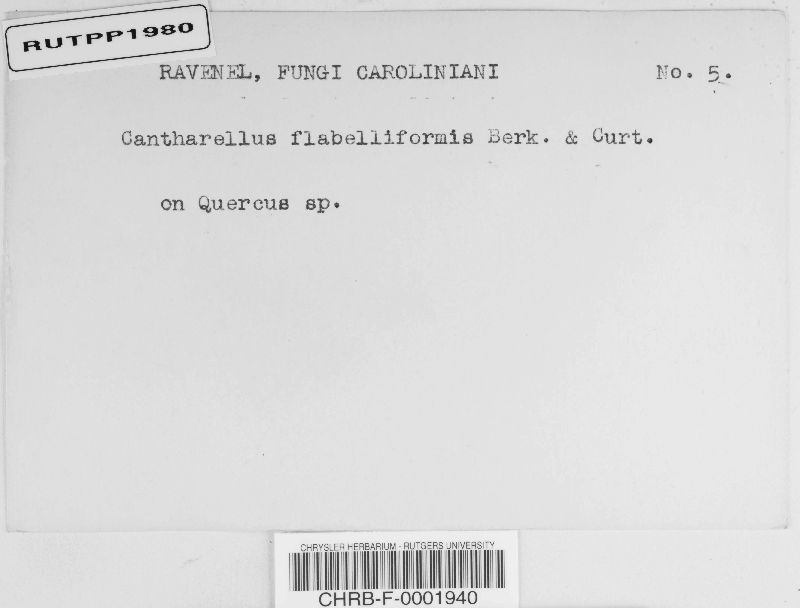 RUTPP1980
RAVENEL, FUNGI CAROLINIANI No. 5.
Cantharellus flabelliformis Berk. & Curt.
on Quercus sp.
CHRYSLER HERBARIUM - RUTGERS UNIVERSITY
CHRB-F-0001940